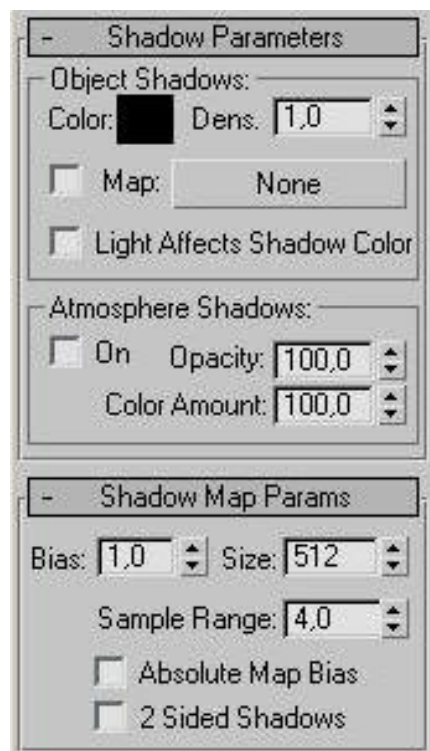 - Shadow Parameters
Object Shadows:
Color: Dens. 1,0
Map: None
Light Affects Shadow Color
Atmosphere Shadows:
On Opacity: 100,0
Color Amount: 100,0
- Shadow Map Params
Bias: 1,0 Size: 512
Sample Range: 4,0
Absolute Map Bias
2 Sided Shadows